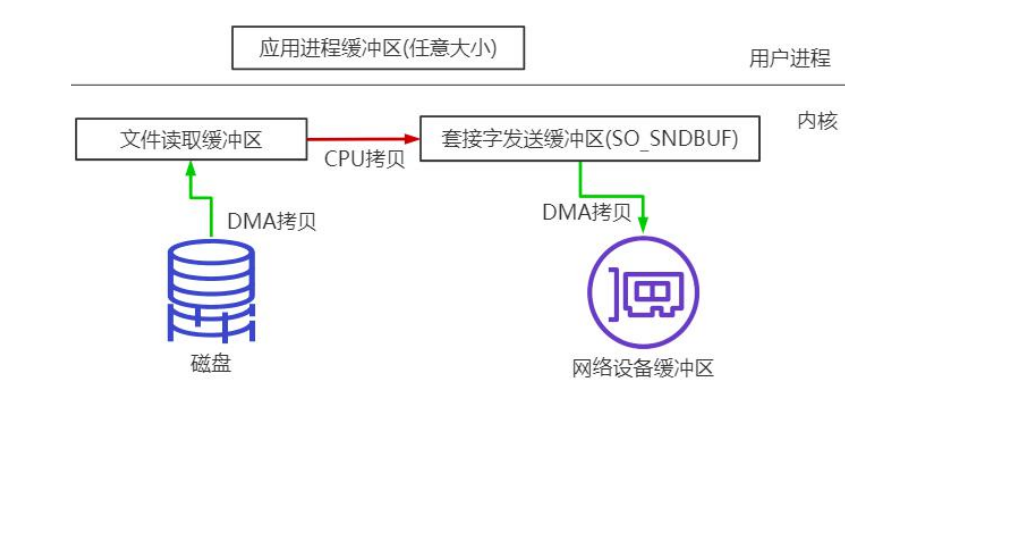 应用进程缓冲区(任意大小)
用户进程
内核
文件读取缓冲区
套接字发送缓冲区(SO_SNDBUF)
CPU拷贝
DMA拷贝
DMA拷贝
磁盘
网络设备缓冲区